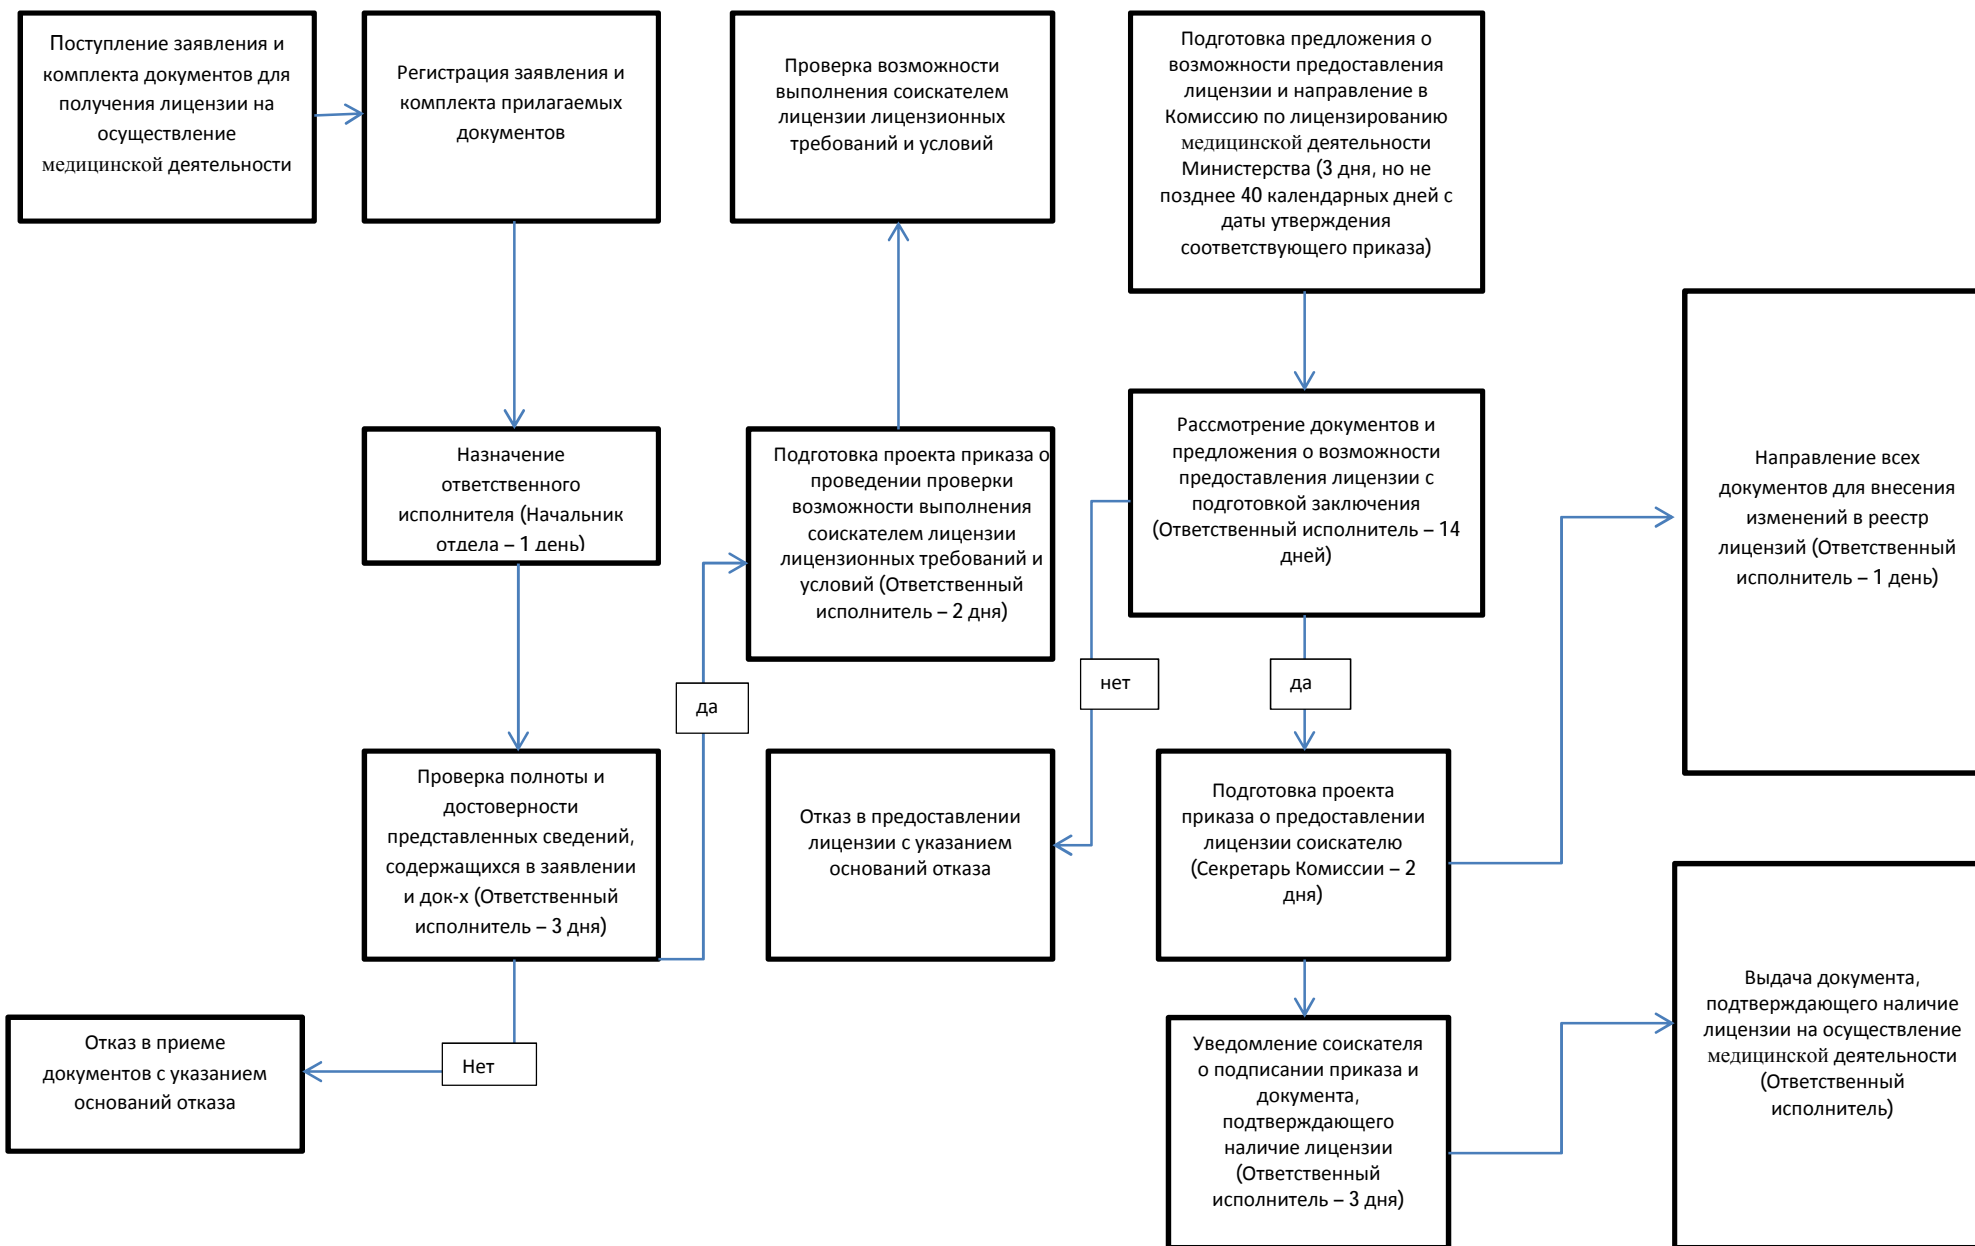 Поступление заявления и
комплекта документов для
получения лицензии на
осуществление
медицинской деятельности
Регистрация заявления и
комплекта прилагаемых
документов
Проверка возможности
выполнения соискателем
лицензии лицензионных
требований и условий
Подготовка предложения о
возможности предоставления
лицензии и направление в
Комиссию по лицензированию
медицинской деятельности
Министерства (3 дня, но не
позднее 40 календарных дней с
даты утверждения
соответствующего приказа)
Назначение
ответственного
исполнителя (Начальник
отдела – 1 день)
Подготовка проекта приказа о
проведении проверки
возможности выполнения
соискателем лицензии
лицензионных требований и
условий (Ответственный
исполнитель – 2 дня)
Рассмотрение документов и
предложения о возможности
предоставления лицензии с
подготовкой заключения
(Ответственный исполнитель – 14
дней)
Направление всех
документов для внесения
изменений в реестр
лицензий (Ответственный
исполнитель – 1 день)
да
нет
да
Проверка полноты и
достоверности
представленных сведений,
содержащихся в заявлении
и док-х (Ответственный
исполнитель – 3 дня)
Отказ в предоставлении
лицензии с указанием
оснований отказа
Подготовка проекта
приказа о предоставлении
лицензии соискателю
(Секретарь Комиссии – 2
дня)
Выдача документа,
подтверждающего наличие
лицензии на осуществление
медицинской деятельности
(Ответственный
исполнитель)
Отказ в приеме
документов с указанием
оснований отказа
Нет
Уведомление соискателя
о подписании приказа и
документа,
подтверждающего
наличие лицензии
(Ответственный
исполнитель – 3 дня)